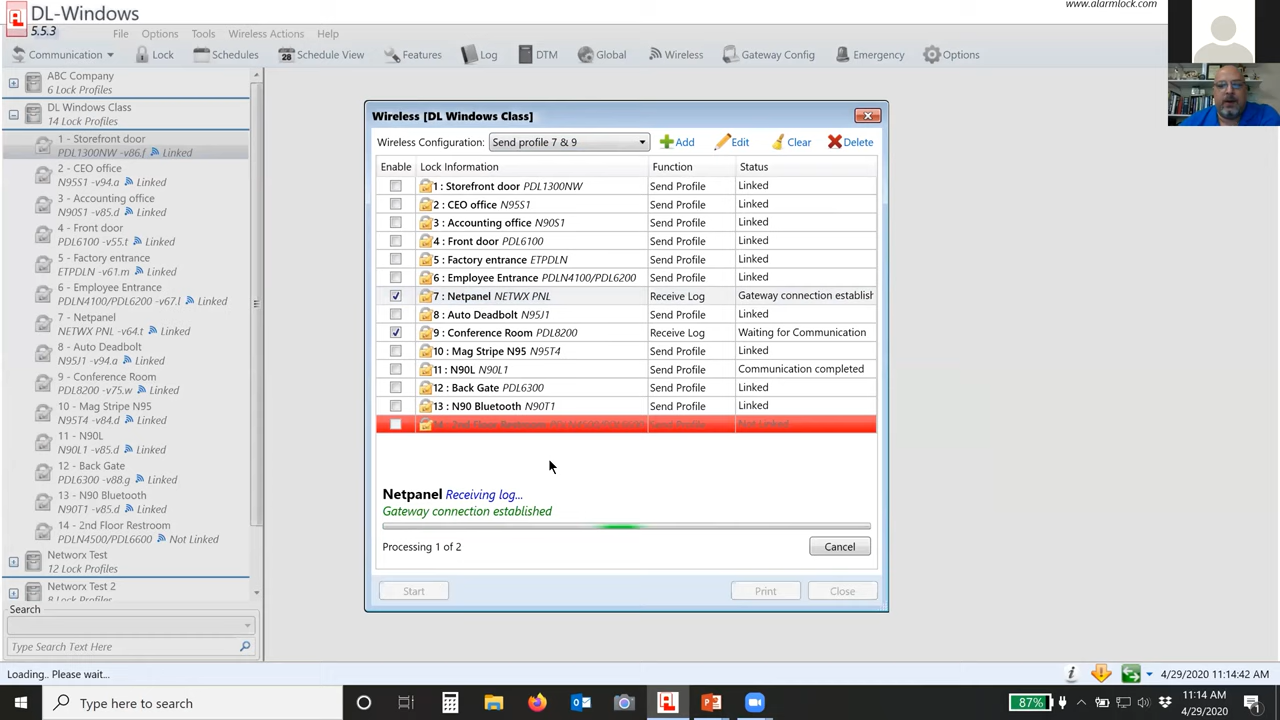 DL-Windows
5.5.3
www.alarmlock.com
File Options Tools Wireless Actions Help
Communication Lock Schedules 28 Schedule View Features Log DTM Global Wireless Gateway Config Emergency Options
ABC Company
6 Lock Profiles
DL Windows Class
14 Lock Profiles
1 - Storefront door
PDL1300NW -v86.f Linked
2 - CEO office
N95S1 -v94.a Linked
3 - Accounting office
N90S1 -v85.d Linked
4 - Front door
PDL6100 -v55.t Linked
5 - Factory entrance
ETPDLN -v61.m Linked
6 - Employee Entrance
PDLN4100/PDL6200 -v67.l Linked
7 - Netpanel
NETWX PNL -v64.t Linked
8 - Auto Deadbolt
N95J1 -v94.a Linked
9 - Conference Room
PDL8200 -v75.w Linked
10 - Mag Stripe N95
N95T4 -v84.d Linked
11 - N90L
N90L1 -v85.d Linked
12 - Back Gate
PDL6300 -v88.g Linked
13 - N90 Bluetooth
N90T1 -v85.d Linked
14 - 2nd Floor Restroom
PDLN4500/PDL6600 Not Linked
Networx Test
12 Lock Profiles
Networx Test 2
8 Lock Profiles
Search
Type Search Text Here
Wireless [DL Windows Class]
Wireless Configuration: Send profile 7 & 9 Add Edit Clear Delete
Enable Lock Information Function Status
1 : Storefront door PDL1300NW Send Profile Linked
2 : CEO office N95S1 Send Profile Linked
3 : Accounting office N90S1 Send Profile Linked
4 : Front door PDL6100 Send Profile Linked
5 : Factory entrance ETPDLN Send Profile Linked
6 : Employee Entrance PDLN4100/PDL6200 Send Profile Linked
7 : Netpanel NETWX PNL Receive Log Gateway connection establish
8 : Auto Deadbolt N95J1 Send Profile Linked
9 : Conference Room PDL8200 Receive Log Waiting for Communication
10 : Mag Stripe N95 N95T4 Send Profile Linked
11 : N90L N90L1 Send Profile Communication completed
12 : Back Gate PDL6300 Send Profile Linked
13 : N90 Bluetooth N90T1 Send Profile Linked
14 : 2nd Floor Restroom Send Profile Not Linked
Netpanel Receiving log...
Gateway connection established
Processing 1 of 2
Cancel
Start Print Close
Loading.. Please wait...
4/29/2020 11:14:42 AM
Type here to search
87%
11:14 AM
4/29/2020
1